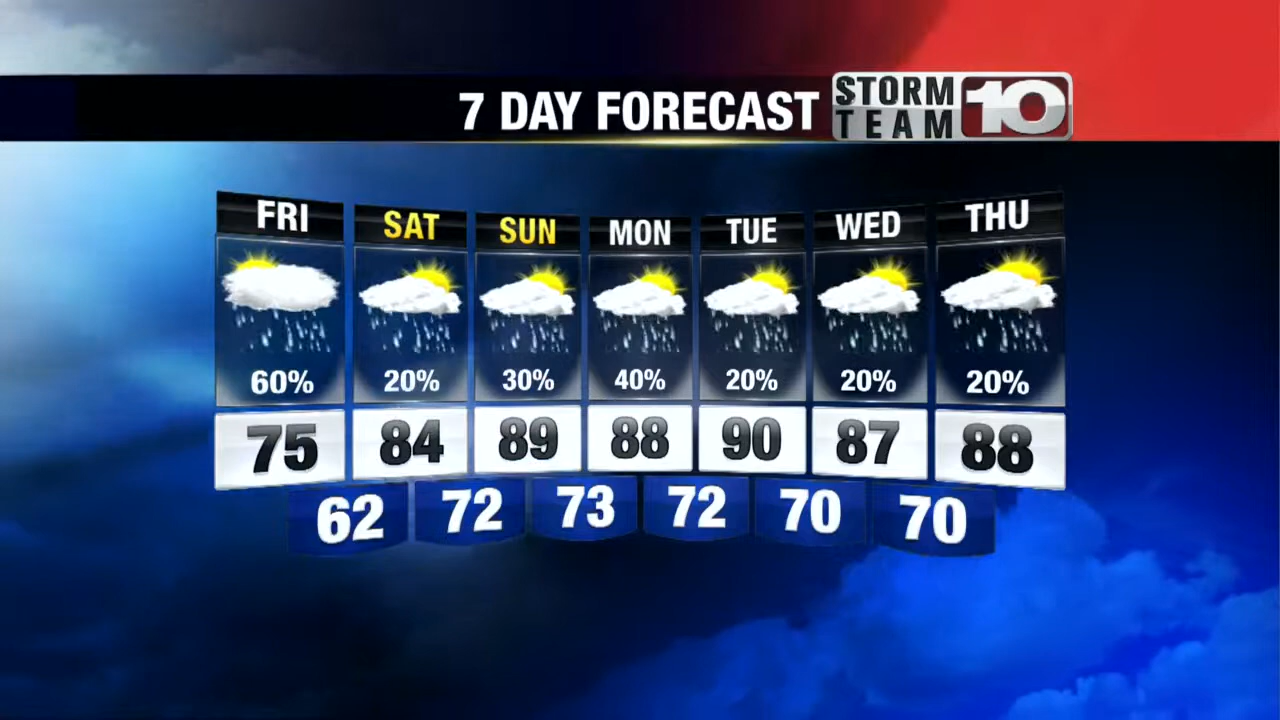 7 DAY FORECAST
STORM TEAM 10
FRI SAT SUN MON TUE WED THU
60% 20% 30% 40% 20% 20% 20%
75 84 89 88 90 87 88
62 72 73 72 70 70